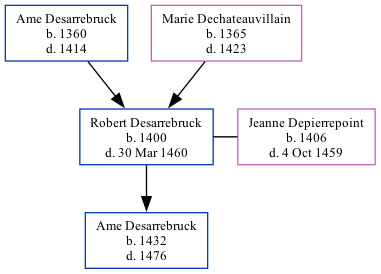 Ame Desarrebruck
b. 1360
d. 1414
Marie Dechateauvillain
b. 1365
d. 1423
Robert Desarrebruck
b. 1400
d. 30 Mar 1460
Jeanne Depierrepoint
b. 1406
d. 4 Oct 1459
Ame Desarrebruck
b. 1432
d. 1476